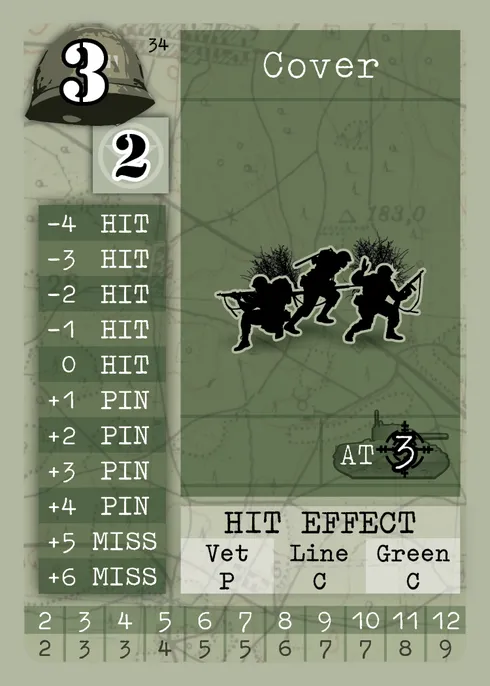 3
34
Cover
2
-4 HIT
-3 HIT
-2 HIT
-1 HIT
0 HIT
+1 PIN
+2 PIN
+3 PIN
+4 PIN
+5 MISS
+6 MISS
183,0
AT 3
HIT EFFECT
Vet Line Green
P C C
2 3 4 5 6 7 8 9 10 11 12
2 3 3 4 5 5 6 7 7 8 9